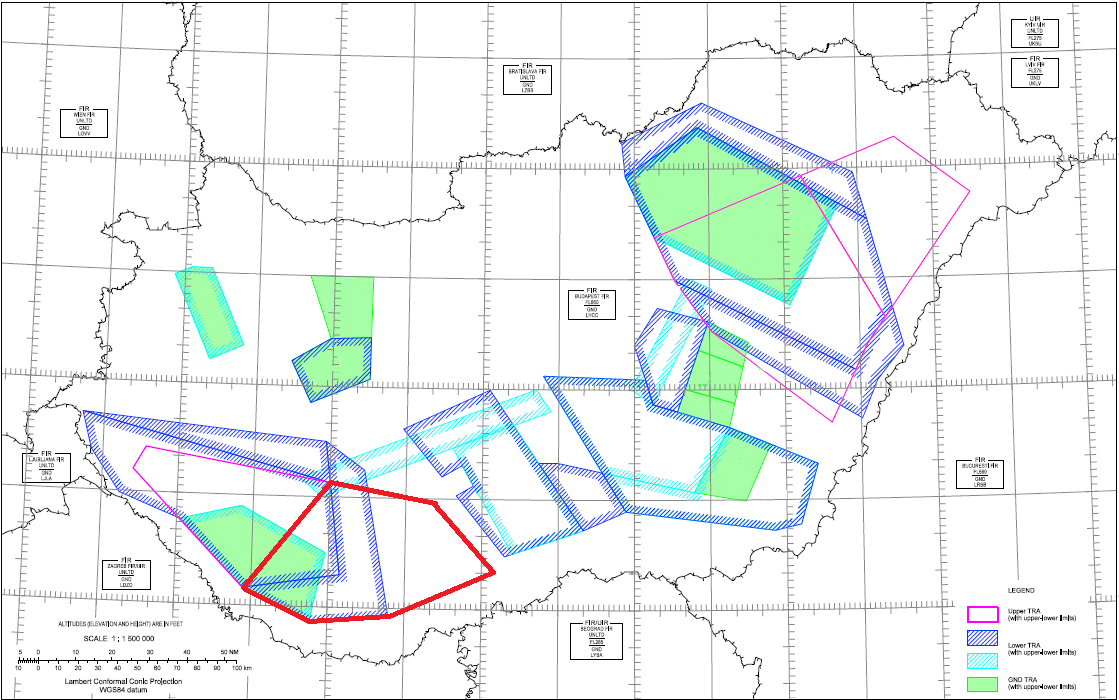 UIR
KYIV UIR
UNLTD
FL275
UKBU
FIR
LVIV FIR
FL275
GND
UKLV
FIR
BRATISLAVA FIR
UNLTD
GND
LZBB
FIR
WIEN FIR
UNLTD
GND
LOVV
FIR
BUDAPEST FIR
FL660
GND
LHCC
FIR
LJUBLJANA FIR
UNLTD
GND
LJLA
FIR
BUCURESTI FIR
FL660
GND
LRBB
FIR
ZAGREB FIR/UIR
UNLTD
GND
LDZO
FIR/UIR
BEOGRAD FIR
UNLTD
FL285
GND
LYBA
ALTITUDES (ELEVATION AND HEIGHT) ARE IN FEET
SCALE 1 : 1 500 000
5 0 10 20 30 40 50 NM
10 0 10 20 30 40 50 60 70 80 90 100 km
Lambert Conformal Conic Projection
WGS84 datum
LEGEND
Upper TRA
(with upper-lower limits)
Lower TRA
(with upper-lower limits)
GND TRA
(with upper-lower limits)